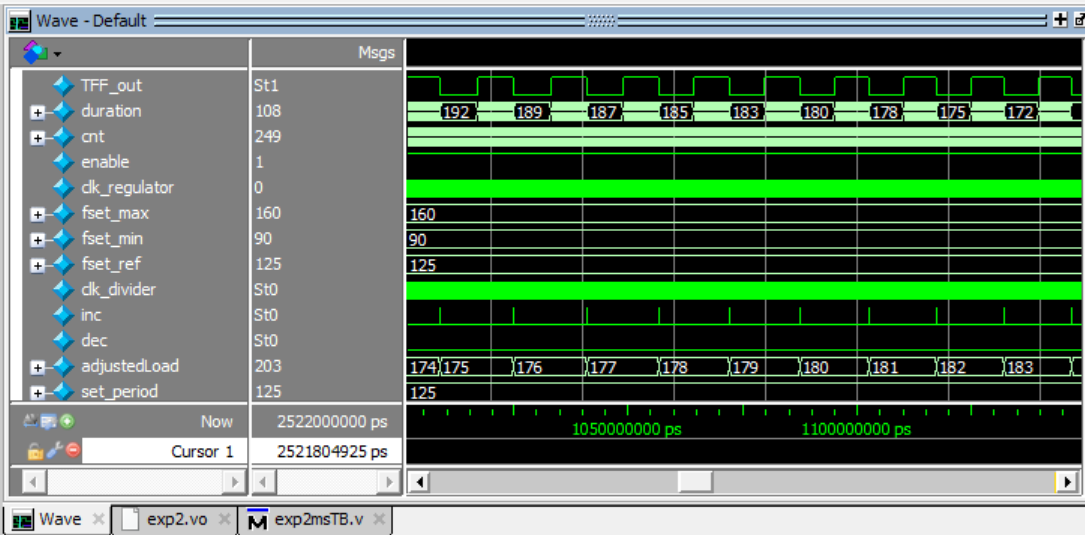 Wave - Default
Msgs
TFF_out St1
duration 108 192 189 187 185 183 180 178 175 172
cnt 249
enable 1
clk_regulator 0
fset_max 160 160
fset_min 90 90
fset_ref 125 125
clk_divider St0
inc St0
dec St0
adjustedLoad 203 174 175 176 177 178 179 180 181 182 183
set_period 125 125
Now 2522000000 ps 1050000000 ps 1100000000 ps
Cursor 1 2521804925 ps
Wave exp2.vo exp2msTB.v